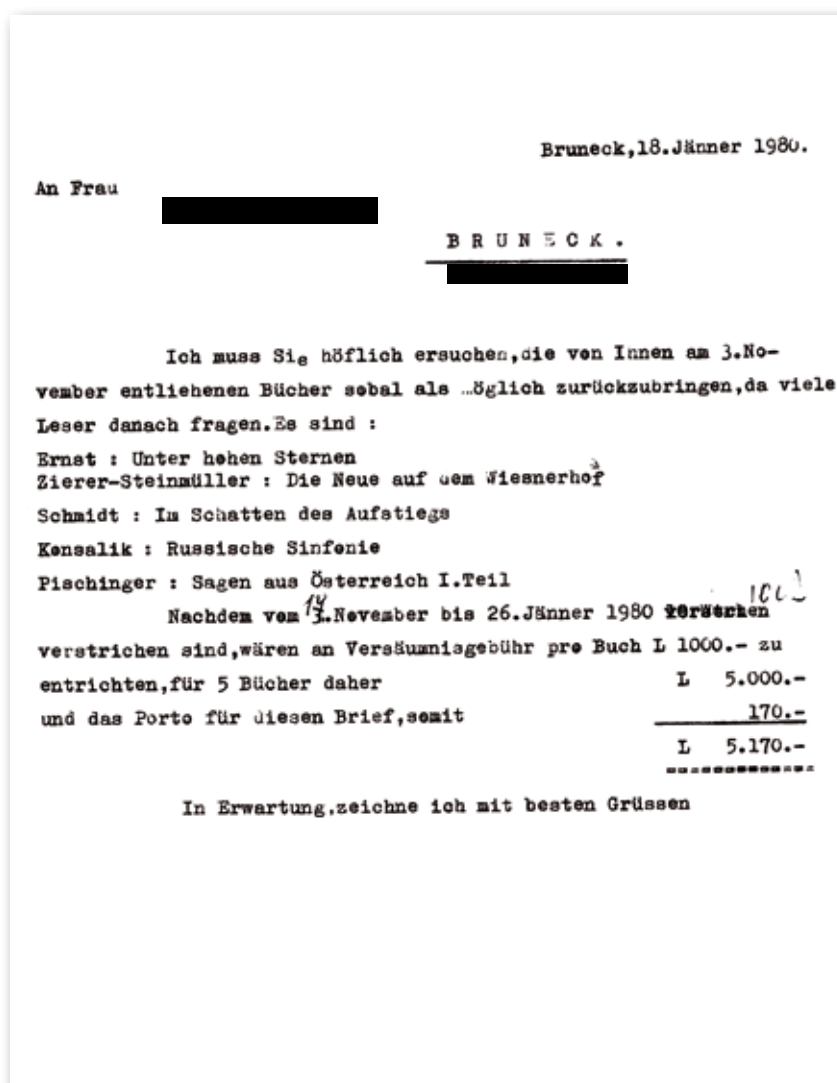 Bruneck,18.Jänner 1980.
An Frau
B R U N E C K .
Ich muss Sie höflich ersuchen,die von Innen am 3.No-
vember entliehenen Bücher sobal als möglich zurückzubringen,da viele
Leser danach fragen.Es sind :
Ernst : Unter hohen Sternen
Zierer-Steinmüller : Die Neue auf dem Wiesnerhof
Schmidt : Im Schatten des Aufstiegs
Konsalik : Russische Sinfonie
Pischinger : Sagen aus Österreich I.Teil
Nachdem vom 14 3.November bis 26.Jänner 1980
verstrichen sind,wären an Versäumnisgebühr pro Buch L 1000.- zu
entrichten,für 5 Bücher daher L 5.000.-
und das Porto für diesen Brief,somit 170.-
L 5.170.-
In Erwartung,zeichne ich mit besten Grüssen